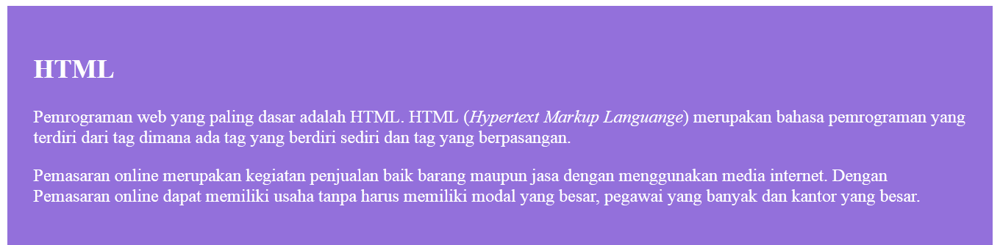 HTML
Pemrograman web yang paling dasar adalah HTML. HTML (Hypertext Markup Languange) merupakan bahasa pemrograman yang
terdiri dari tag dimana ada tag yang berdiri sediri dan tag yang berpasangan.
Pemasaran online merupakan kegiatan penjualan baik barang maupun jasa dengan menggunakan media internet. Dengan
Pemasaran online dapat memiliki usaha tanpa harus memiliki modal yang besar, pegawai yang banyak dan kantor yang besar.